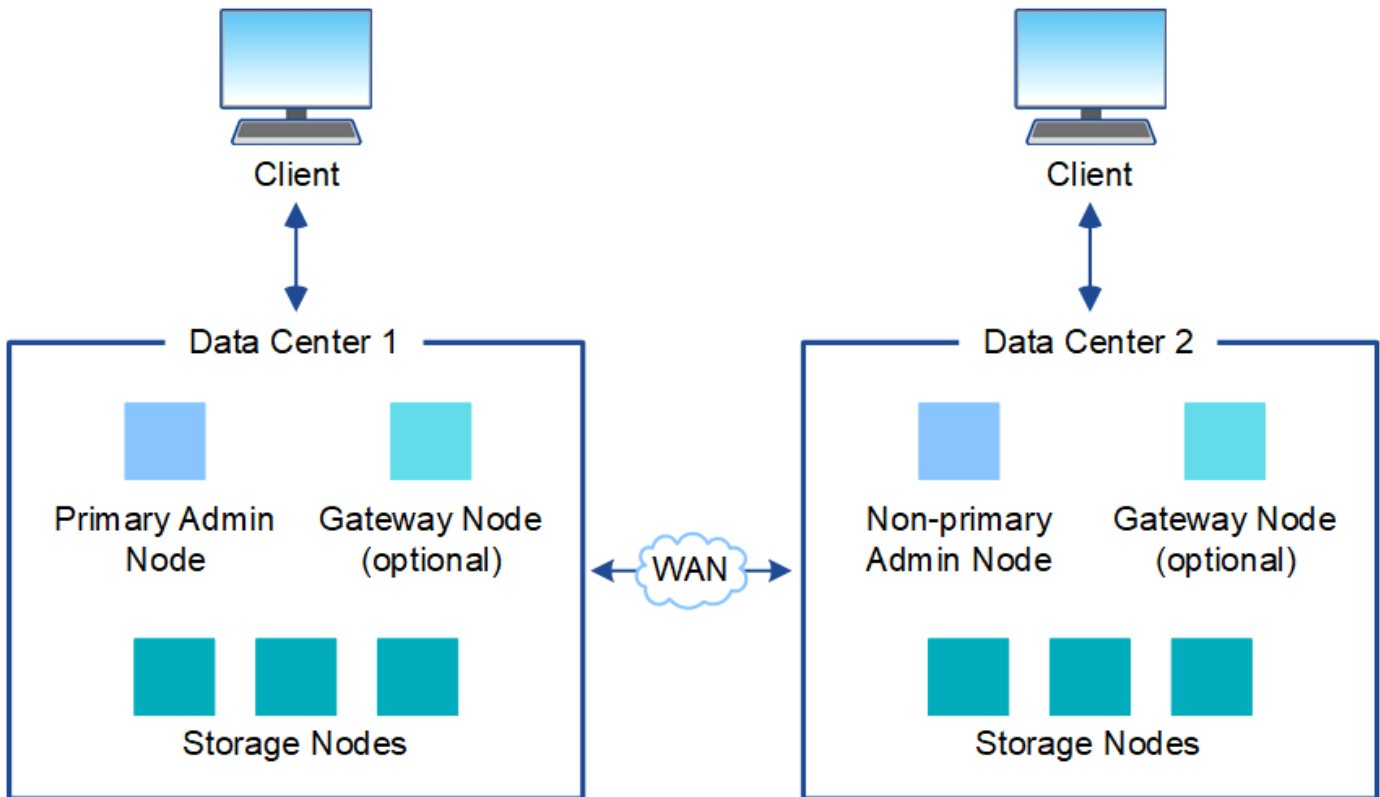 Client
Client
Data Center 1
Data Center 2
Primary Admin
Node
Gateway Node
(optional)
Non-primary
Admin Node
Gateway Node
(optional)
WAN
Storage Nodes
Storage Nodes